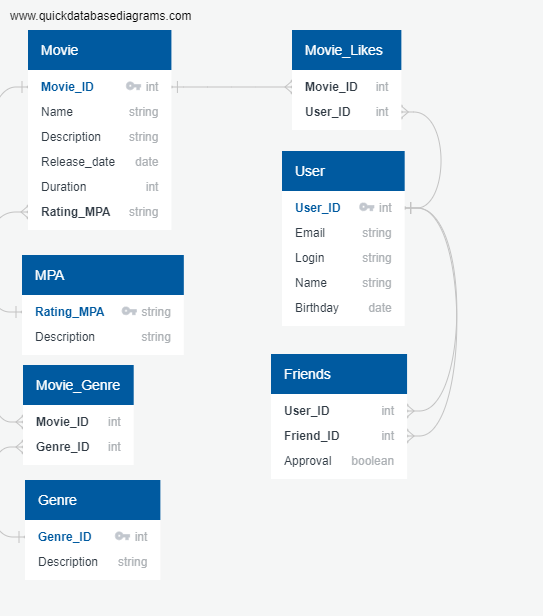 www.quickdatabasediagrams.com
Movie
Movie_ID int
Name string
Description string
Release_date date
Duration int
Rating_MPA string
MPA
Rating_MPA string
Description string
Movie_Genre
Movie_ID int
Genre_ID int
Genre
Genre_ID int
Description string
Movie_Likes
Movie_ID int
User_ID int
User
User_ID int
Email string
Login string
Name string
Birthday date
Friends
User_ID int
Friend_ID int
Approval boolean